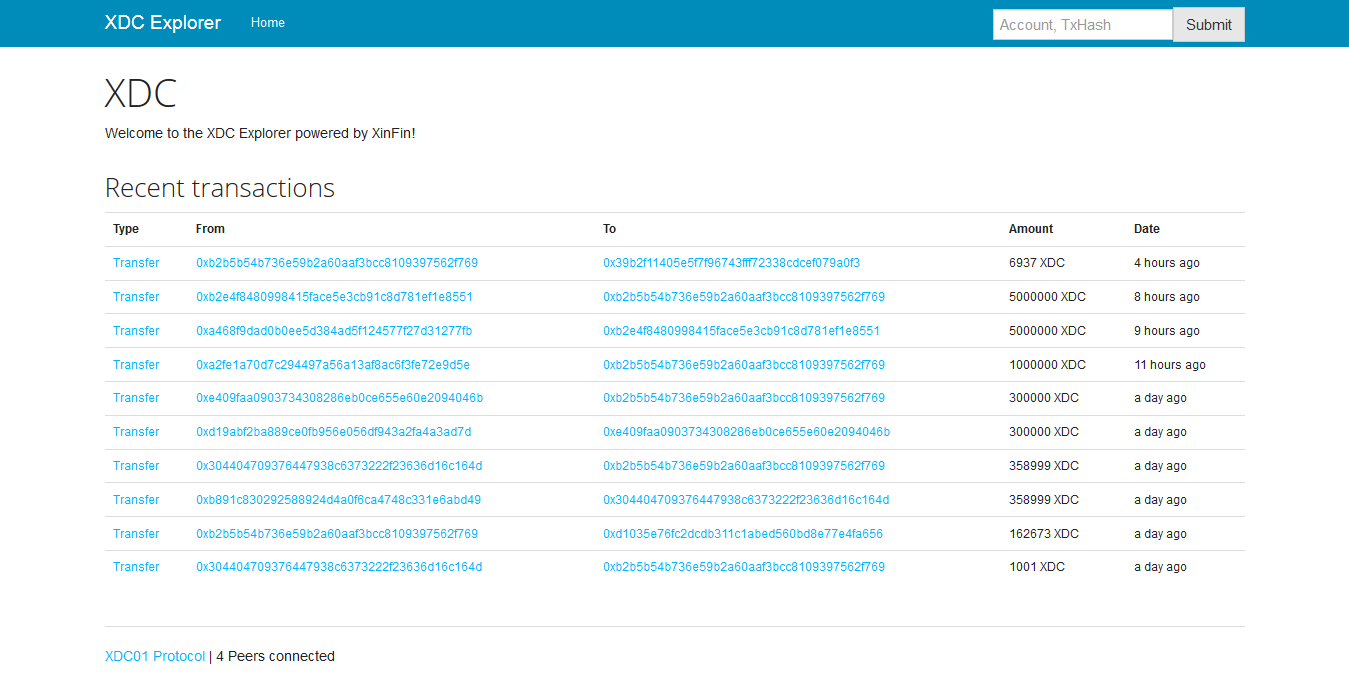 XDC Explorer Home Account, TxHash Submit
XDC
Welcome to the XDC Explorer powered by XinFin!
Recent transactions
Type From To Amount Date
Transfer 0xb2b5b54b736e59b2a60aaf3bcc8109397562f769 0x39b2f11405e5f7f96743fff72338cdcef079a0f3 6937 XDC 4 hours ago
Transfer 0xb2e4f8480998415face5e3cb91c8d781ef1e8551 0xb2b5b54b736e59b2a60aaf3bcc8109397562f769 5000000 XDC 8 hours ago
Transfer 0xa468f9dad0b0ee5d384ad5f124577f27d31277fb 0xb2e4f8480998415face5e3cb91c8d781ef1e8551 5000000 XDC 9 hours ago
Transfer 0xa2fe1a70d7c294497a56a13af8ac6f3fe72e9d5e 0xb2b5b54b736e59b2a60aaf3bcc8109397562f769 1000000 XDC 11 hours ago
Transfer 0xe409faa0903734308286eb0ce655e60e2094046b 0xb2b5b54b736e59b2a60aaf3bcc8109397562f769 300000 XDC a day ago
Transfer 0xd19abf2ba889ce0fb956e056df943a2fa4a3ad7d 0xe409faa0903734308286eb0ce655e60e2094046b 300000 XDC a day ago
Transfer 0x304404709376447938c6373222f23636d16c164d 0xb2b5b54b736e59b2a60aaf3bcc8109397562f769 358999 XDC a day ago
Transfer 0xb891c830292588924d4a0f6ca4748c331e6abd49 0x304404709376447938c6373222f23636d16c164d 358999 XDC a day ago
Transfer 0xb2b5b54b736e59b2a60aaf3bcc8109397562f769 0xd1035e76fc2dcdb311c1abed560bd8e77e4fa656 162673 XDC a day ago
Transfer 0x304404709376447938c6373222f23636d16c164d 0xb2b5b54b736e59b2a60aaf3bcc8109397562f769 1001 XDC a day ago
XDC01 Protocol | 4 Peers connected